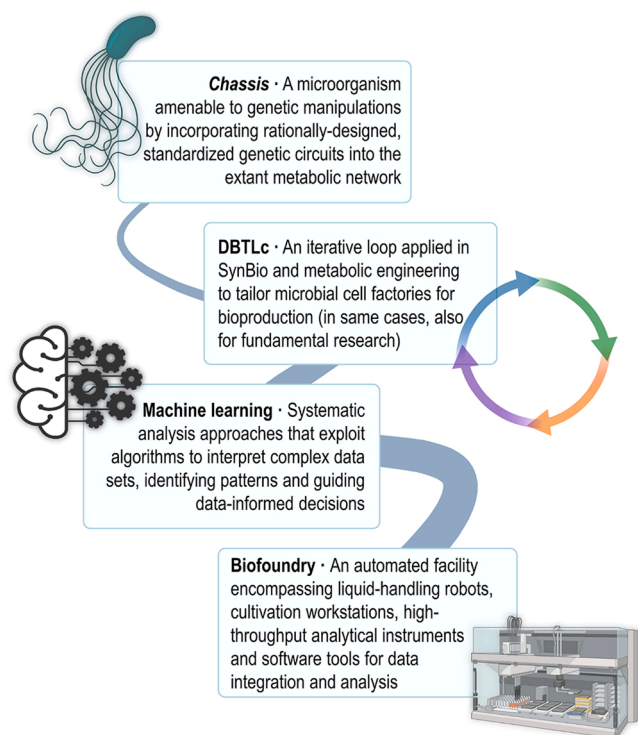 Chassis · A microorganism
amenable to genetic manipulations
by incorporating rationally-designed,
standardized genetic circuits into the
extant metabolic network
DBTLc · An iterative loop applied in
SynBio and metabolic engineering
to tailor microbial cell factories for
bioproduction (in same cases, also
for fundamental research)
Machine learning · Systematic
analysis approaches that exploit
algorithms to interpret complex data
sets, identifying patterns and guiding
data-informed decisions
Biofoundry · An automated facility
encompassing liquid-handling robots,
cultivation workstations, high-
throughput analytical instruments
and software tools for data
integration and analysis